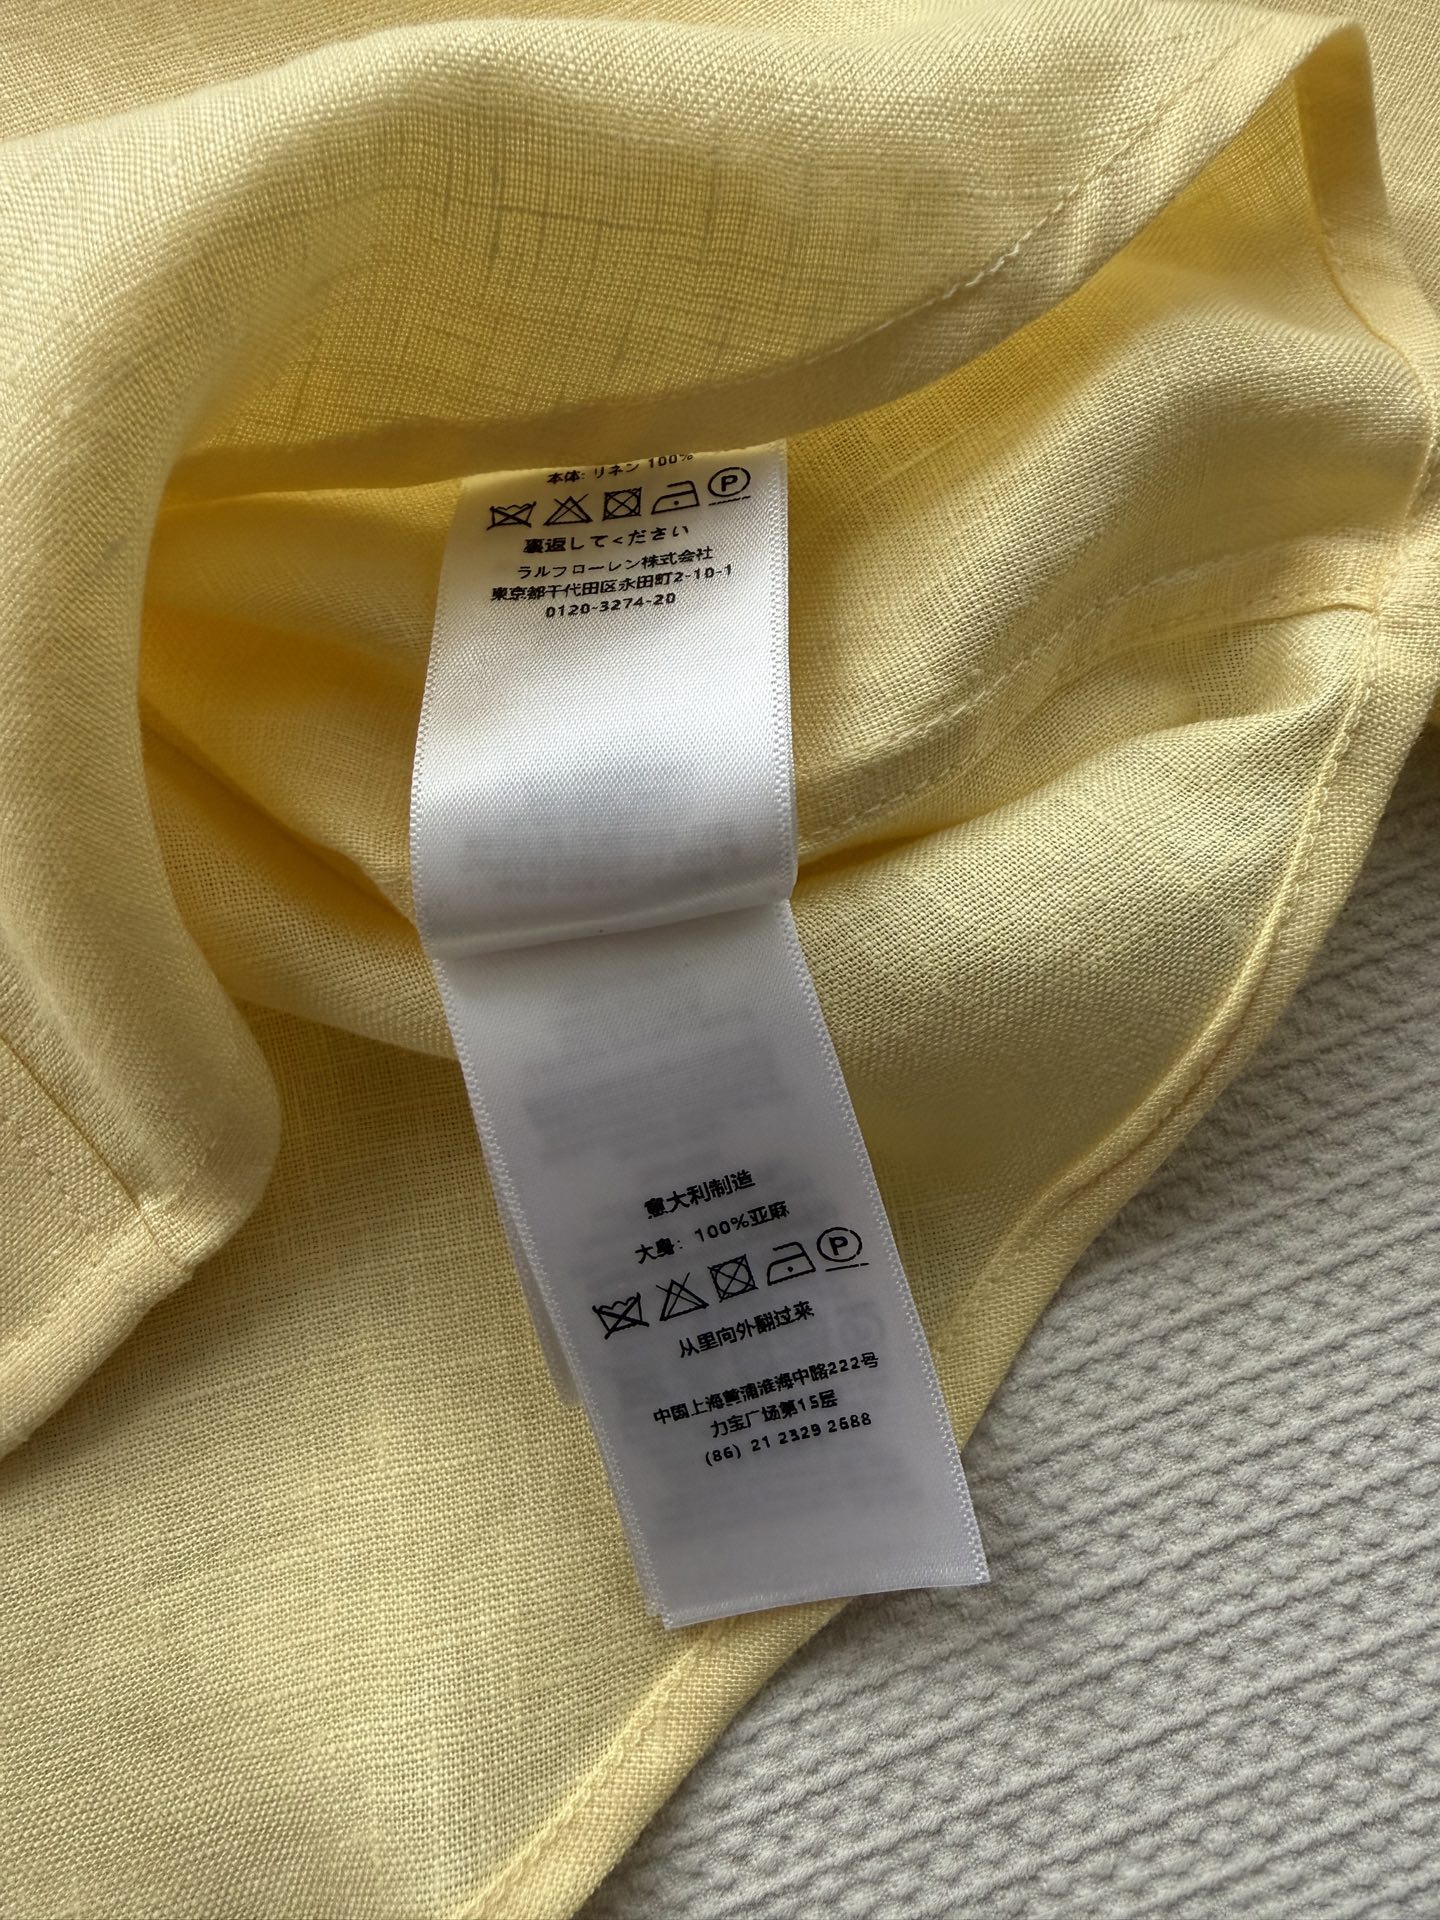 本体: リネン 100%
P
裏返してください
ラルフローレン株式会社
東京都千代田区永田町2-10-1
0120-3274-20
意大利制造
大身: 100%亚麻
P
从里向外翻过来
中国上海黄浦淮海中路222号
力宝广场第15层
(86) 21 2329 2688